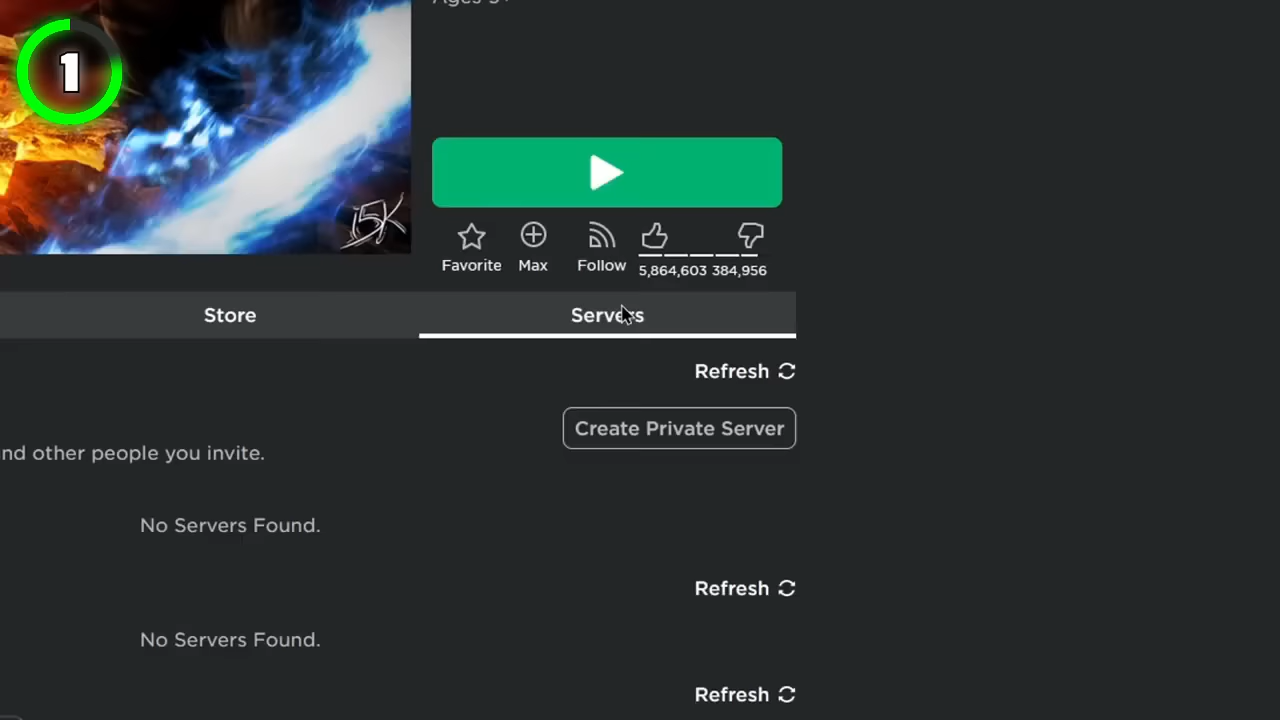 1
i5K
Favorite Max Follow 5,864,603 384,956
Store Servers
Refresh
Create Private Server
nd other people you invite.
No Servers Found.
Refresh
No Servers Found.
Refresh